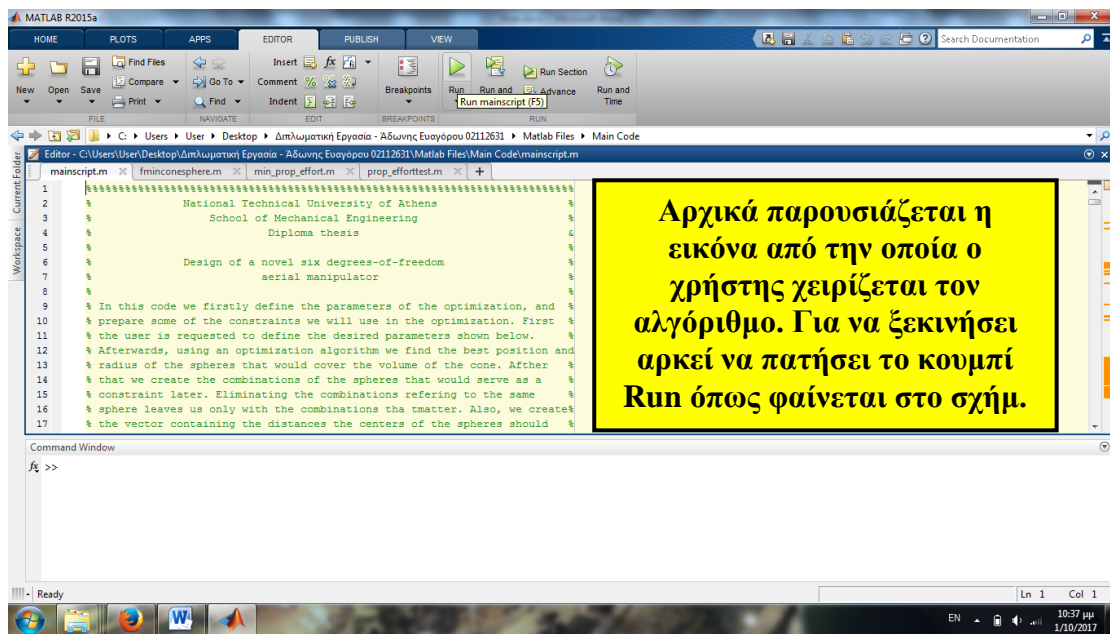 MATLAB R2015a
HOME PLOTS APPS EDITOR PUBLISH VIEW Search Documentation
New Open Save Find Files Compare Print
Go To Find
Insert fx Comment Indent
Breakpoints
Run Run and Advance Run Section Run and Time
Run mainscript (F5)
FILE NAVIGATE EDIT BREAKPOINTS RUN
C: Users User Desktop Διπλωματική Εργασία - Άδωνης Ευαγόρου 02112631 Matlab Files Main Code
Current Folder
Workspace
Editor - C:\Users\User\Desktop\Διπλωματική Εργασία - Άδωνης Ευαγόρου 02112631\Matlab Files\Main Code\mainscript.m
mainscript.m fminconesphere.m min_prop_effort.m prop_efforttest.m +
1 %%%%%%%%%%%%%%%%%%%%%%%%%%%%%%%%%%%%%%%%%%%%%%%%%%%%%%%%%%%%%%%%%%%%%%%%%%%
2 % National Technical University of Athens %
3 % School of Mechanical Engineering %
4 % Diploma thesis &
5 % %
6 % Design of a novel six degrees-of-freedom %
7 % aerial manipulator %
8 % %
9 % In this code we firstly define the parameters of the optimization, and %
10 % prepare some of the constraints we will use in the optimization. First %
11 % the user is requested to define the desired parameters shown below. %
12 % Afterwards, using an optimization algorithm we find the best position and
13 % radius of the spheres that would cover the volume of the cone. Afther %
14 % that we create the combinations of the spheres that would serve as a %
15 % constraint later. Eliminating the combinations refering to the same %
16 % sphere leaves us only with the combinations tha tmatter. Also, we create%
17 % the vector containing the distances the centers of the spheres should %
Αρχικά παρουσιάζεται η
εικόνα από την οποία ο
χρήστης χειρίζεται τον
αλγόριθμο. Για να ξεκινήσει
αρκεί να πατήσει το κουμπί
Run όπως φαίνεται στο σχήμ.
Command Window
fx >>
Ready Ln 1 Col 1
EN 10:37 μμ
1/10/2017